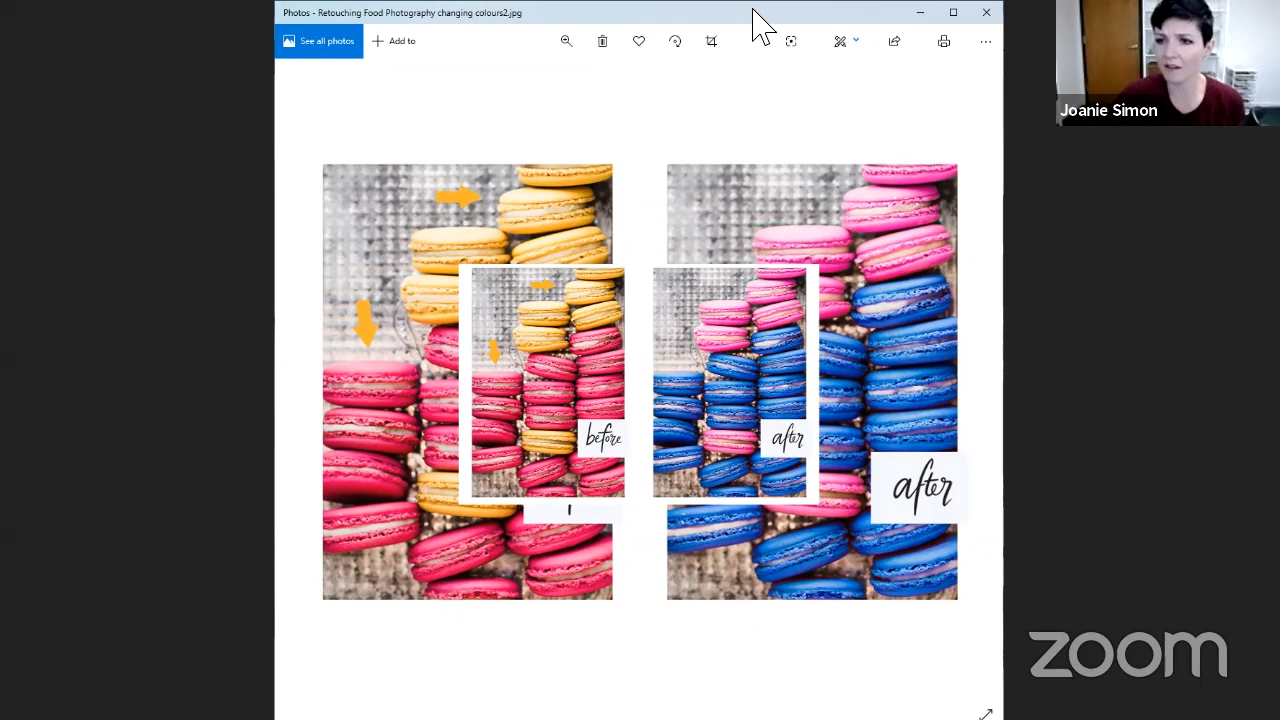 Photos - Retouching Food Photography changing colours2.jpg
See all photos
Add to
Joanie Simon
before
after
after
zoom